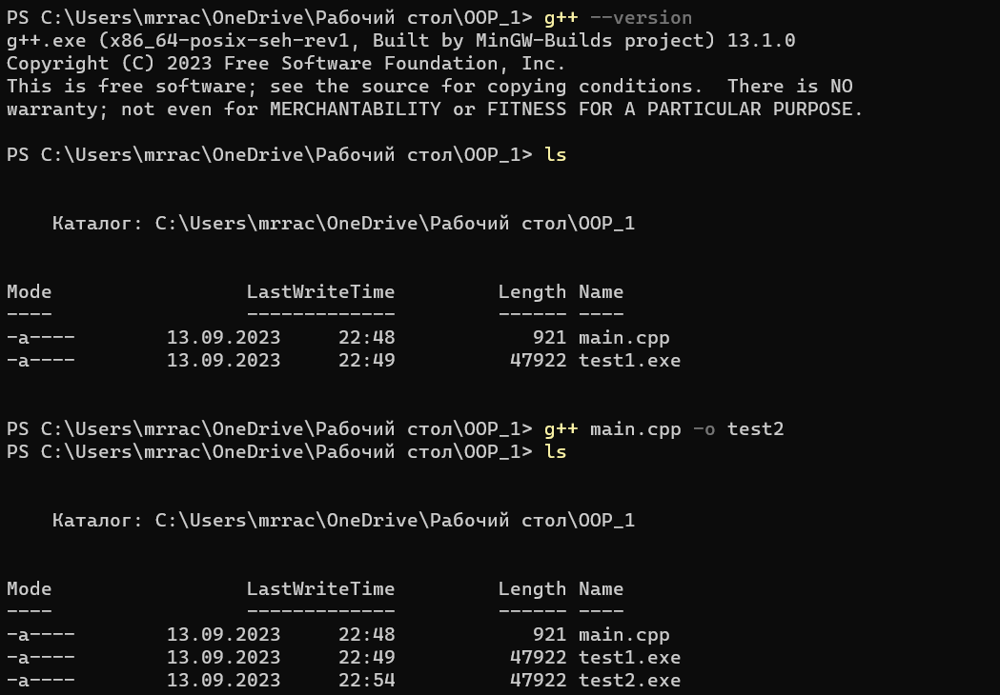 PS C:\Users\mrrac\OneDrive\Рабочий стол\OOP_1> g++ --version
g++.exe (x86_64-posix-seh-rev1, Built by MinGW-Builds project) 13.1.0
Copyright (C) 2023 Free Software Foundation, Inc.
This is free software; see the source for copying conditions.  There is NO
warranty; not even for MERCHANTABILITY or FITNESS FOR A PARTICULAR PURPOSE.
PS C:\Users\mrrac\OneDrive\Рабочий стол\OOP_1> ls
Каталог: C:\Users\mrrac\OneDrive\Рабочий стол\OOP_1
Mode                 LastWriteTime         Length Name
----                 -------------         ------ ----
-a----        13.09.2023     22:48            921 main.cpp
-a----        13.09.2023     22:49          47922 test1.exe
PS C:\Users\mrrac\OneDrive\Рабочий стол\OOP_1> g++ main.cpp -o test2
PS C:\Users\mrrac\OneDrive\Рабочий стол\OOP_1> ls
Каталог: C:\Users\mrrac\OneDrive\Рабочий стол\OOP_1
Mode                 LastWriteTime         Length Name
----                 -------------         ------ ----
-a----        13.09.2023     22:48            921 main.cpp
-a----        13.09.2023     22:49          47922 test1.exe
-a----        13.09.2023     22:54          47922 test2.exe